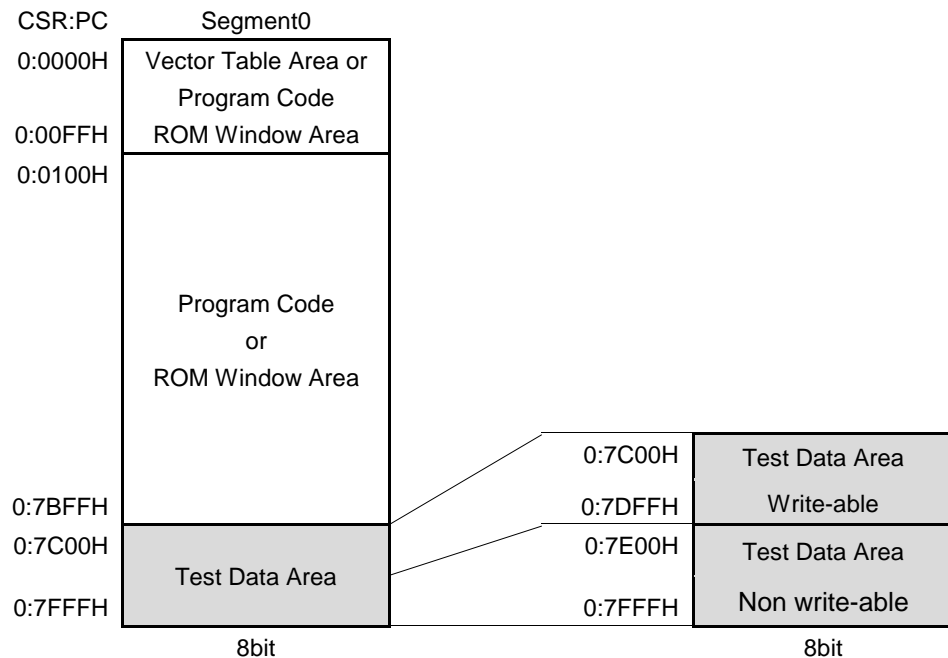 CSR:PC Segment0
0:0000H Vector Table Area or
Program Code
0:00FFH ROM Window Area
0:0100H
Program Code
or
ROM Window Area
0:7C00H Test Data Area
0:7BFFH 0:7DFFH Write-able
0:7C00H 0:7E00H Test Data Area
Test Data Area
0:7FFFH 0:7FFFH Non write-able
8bit 8bit